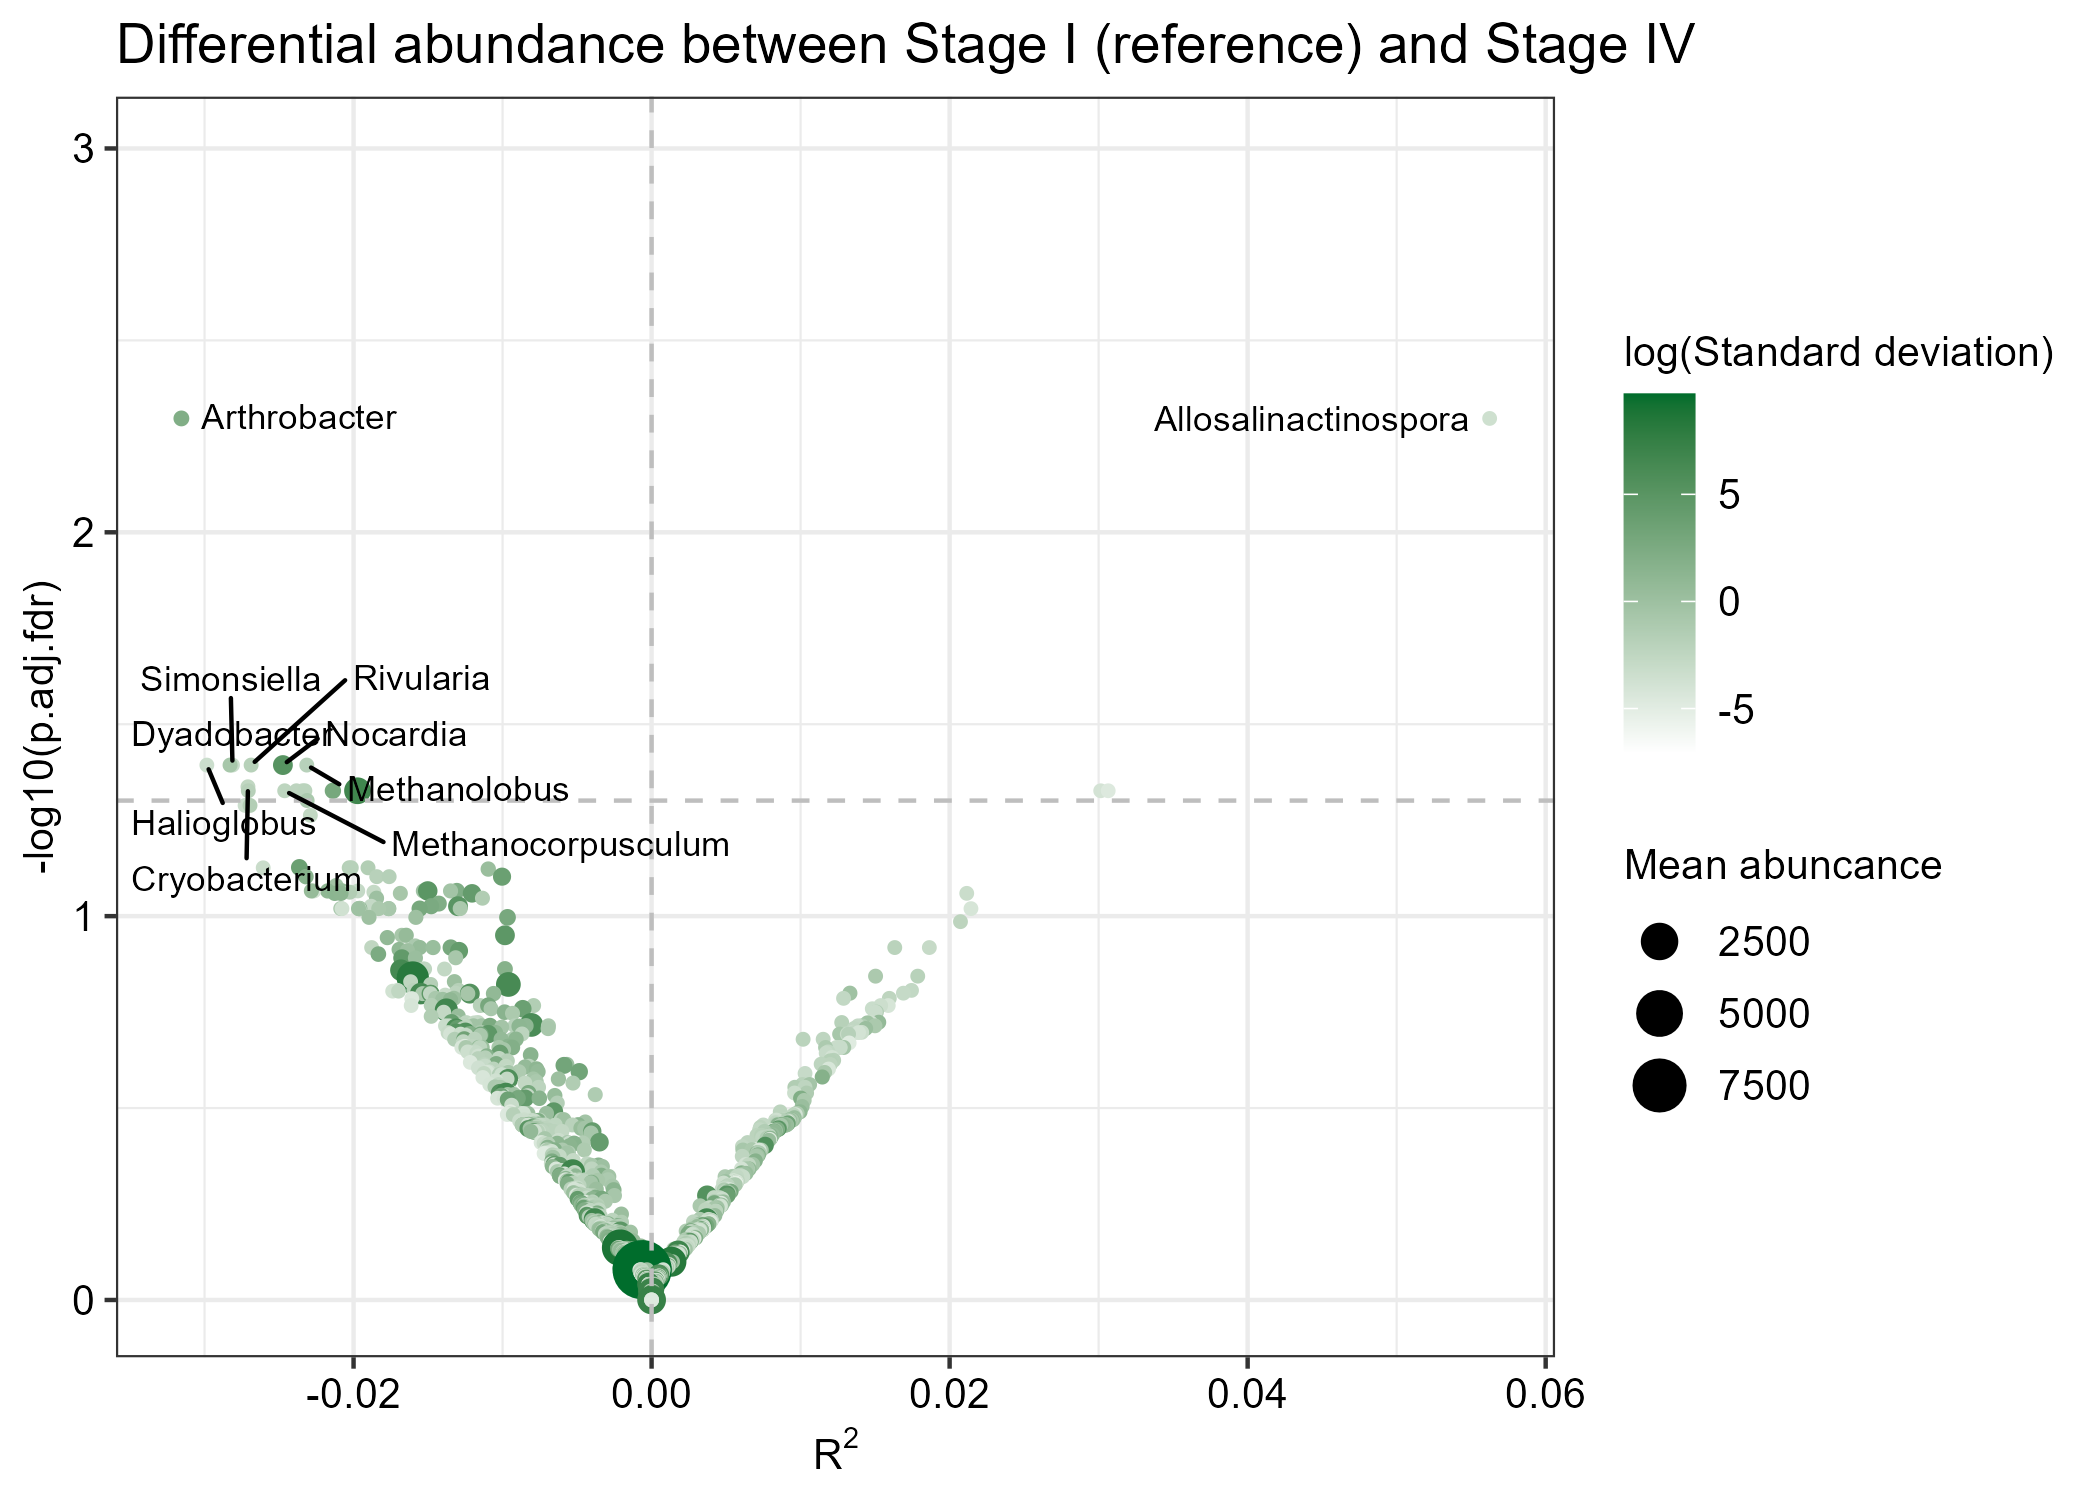 Differential abundance between Stage I (reference) and Stage IV
3
2
1
0
-log10(p.adj.fdr)
Arthrobacter
Allosalinactinospora
Simonsiella
Rivularia
Dyadobacter
Nocardia
Methanolobus
Halioglobus
Methanocorpusculum
Cryobacterium
-0.02
0.00
0.02
0.04
0.06
R²
log(Standard deviation)
5
0
-5
Mean abuncance
2500
5000
7500